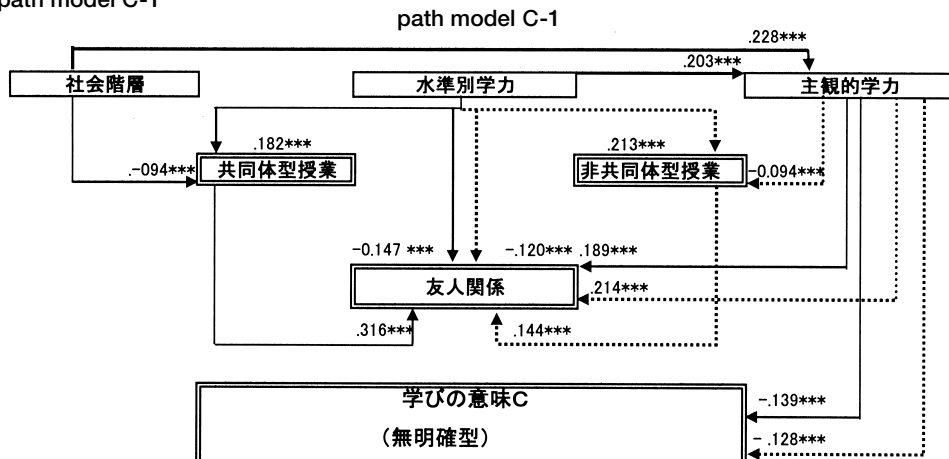 path model C-1
path model C-1
.228***
.203***
社会階層
水準別学力
主観的学力
.182***
.213***
.-094***
共同体型授業
非共同体型授業
-0.094***
-0.147 ***
-.120***
.189***
友人関係
.214***
.316***
.144***
学びの意味C
-.139***
(無明確型)
- .128***